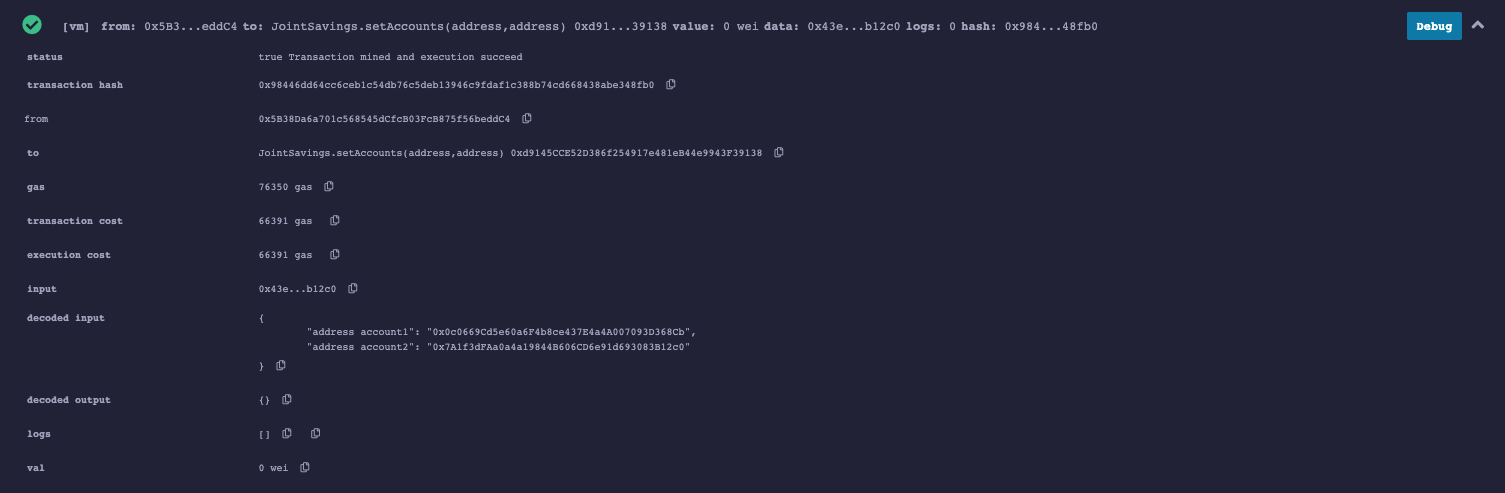 [vm] from: 0x5B3...eddC4 to: JointSavings.setAccounts(address,address) 0xd91...39138 value: 0 wei data: 0x43e...b12c0 logs: 0 hash: 0x984...48fb0 Debug
status true Transaction mined and execution succeed
transaction hash 0x98446dd64cc6ceb1c54db76c5deb13946c9fdaf1c388b74cd668438abe348fb0
from 0x5B38Da6a701c568545dCfcB03FcB875f56beddC4
to JointSavings.setAccounts(address,address) 0xd9145CCE52D386f254917e481eB44e9943F39138
gas 76350 gas
transaction cost 66391 gas
execution cost 66391 gas
input 0x43e...b12c0
decoded input {
"address account1": "0x0c0669Cd5e60a6F4b8ce437E4a4A007093D368Cb",
"address account2": "0x7A1f3dFAa0a4a19844B606CD6e91d693083B12c0"
}
decoded output {}
logs []
val 0 wei